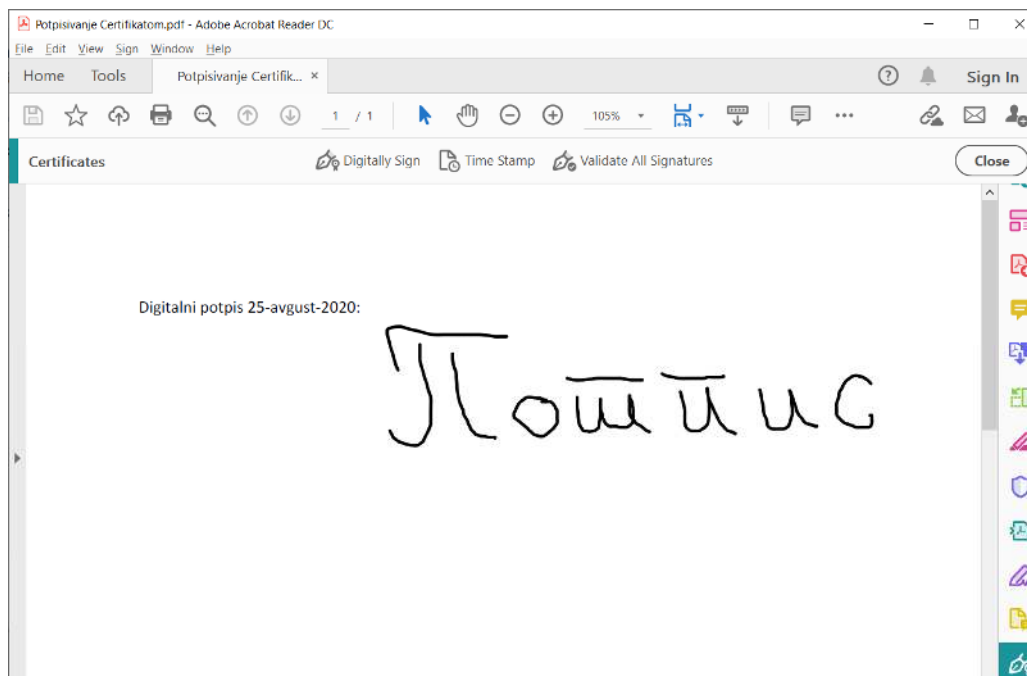 Potpisivanje Certifikatom.pdf - Adobe Acrobat Reader DC
File Edit View Sign Window Help
Home Tools Potpisivanje Certifik... × Sign In
1 / 1 105%
Certificates Digitally Sign Time Stamp Validate All Signatures Close
Digitalni potpis 25-avgust-2020:
Потпис